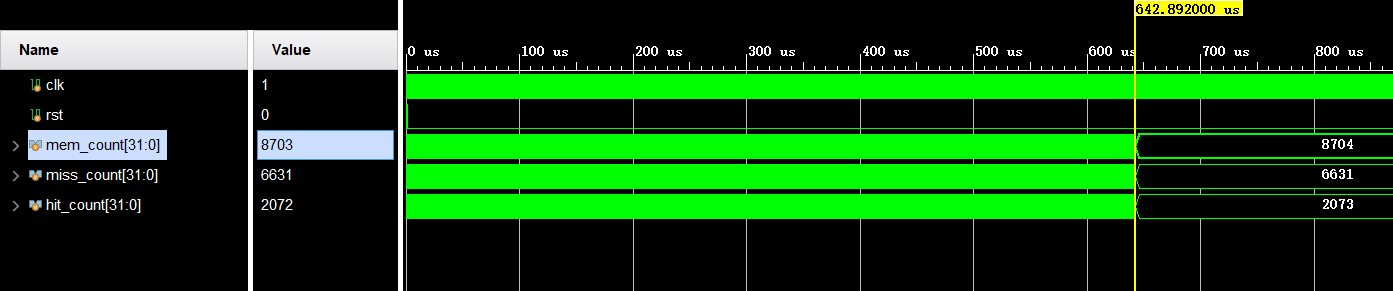 642.892000 us
Name Value
0 us 100 us 200 us 300 us 400 us 500 us 600 us 700 us 800 us
clk 1
rst 0
mem_count[31:0] 8703 8704
miss_count[31:0] 6631 6631
hit_count[31:0] 2072 2073